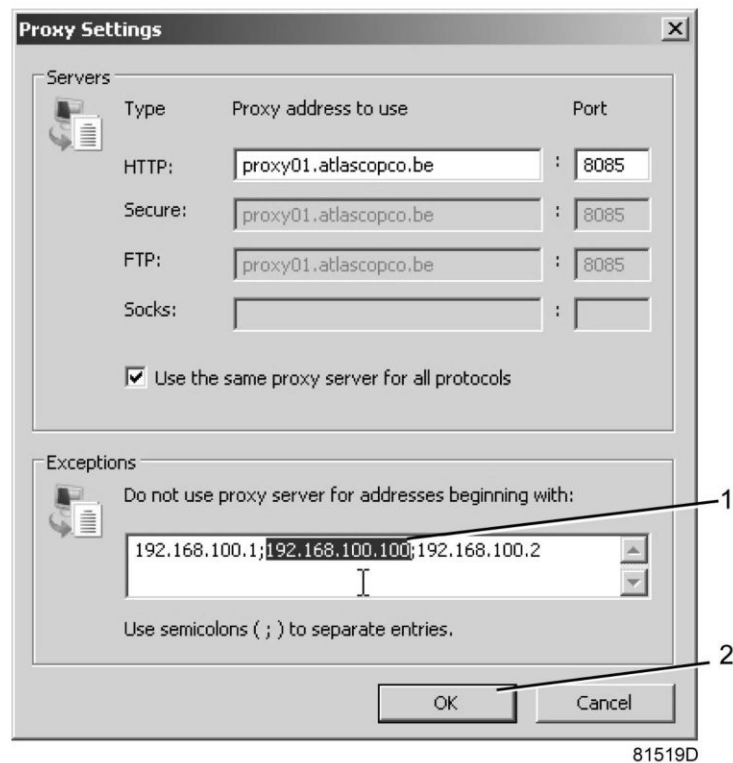 Proxy Settings
Servers
Type Proxy address to use Port
HTTP: proxy01.atlascopco.be : 8085
Secure: proxy01.atlascopco.be : 8085
FTP: proxy01.atlascopco.be : 8085
Socks: :
Use the same proxy server for all protocols
Exceptions
Do not use proxy server for addresses beginning with:
1
192.168.100.1;192.168.100.100;192.168.100.2
Use semicolons ( ; ) to separate entries.
2
OK Cancel
81519D